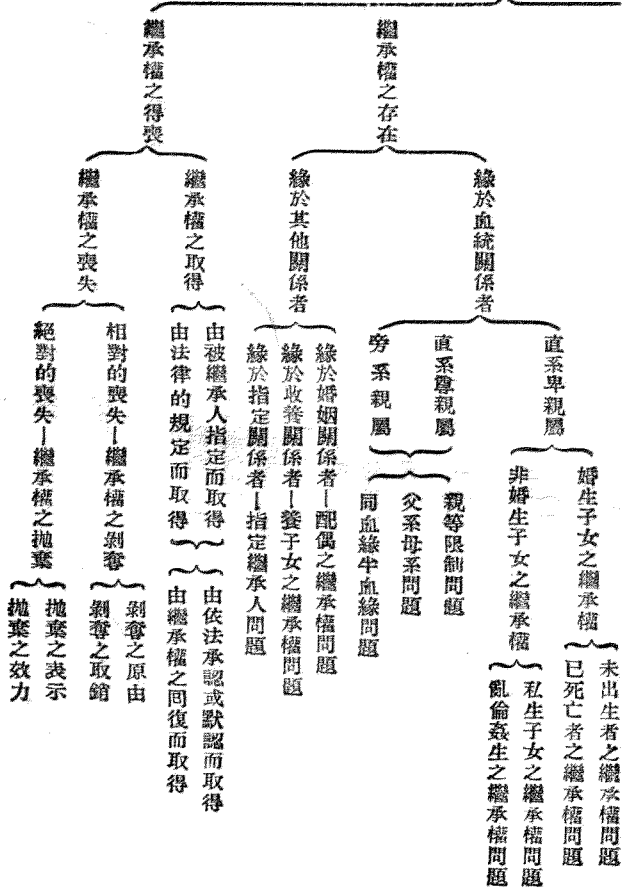 繼承權之存在
緣於血統關係者
直系卑親屬
婚生子女之繼承權
未出生者之繼承權問題
已死亡者之繼承權問題
非婚生子女之繼承權
私生子女之繼承權問題
亂倫姦生之繼承權問題
直系尊親屬
旁系親屬
親等限制問題
父系母系問題
同血緣半血緣問題
緣於其他關係者
緣於婚姻關係者—配偶之繼承權問題
緣於收養關係者—養子女之繼承權問題
緣於指定關係者—指定繼承人問題
繼承權之得喪
繼承權之取得
由被繼承人指定而取得
由法律的規定而取得
由依法承認或默認而取得
由繼承權之回復而取得
繼承權之喪失
相對的喪失—繼承權之剝奪
剝奪之原由
剝奪之取銷
絕對的喪失—繼承權之拋棄
拋棄之表示
拋棄之效力